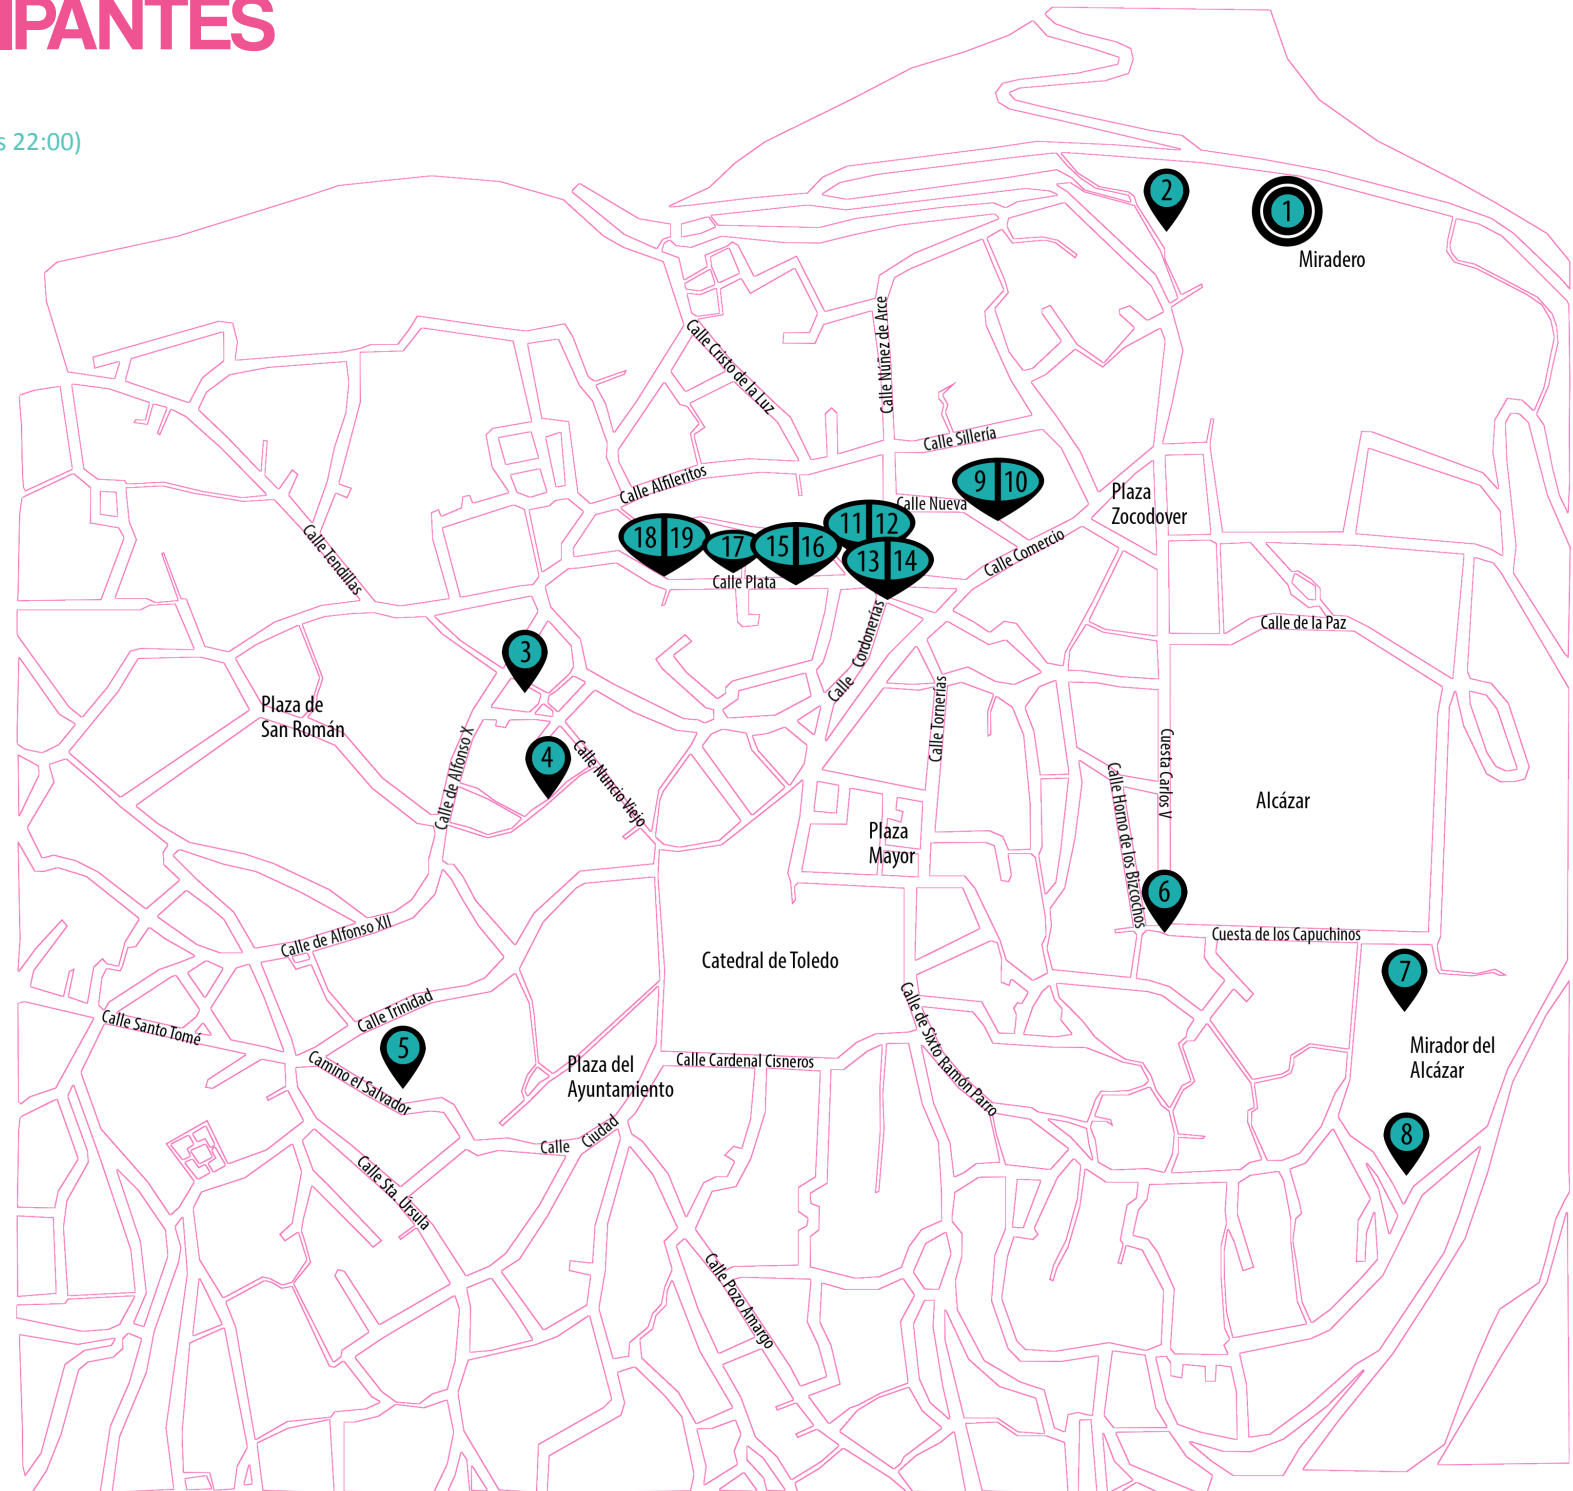 IPANTES
s 22:00)
2
1
Miradero
Calle Núñez de Arce
Calle Cristo de la Luz
Calle Sillería
Calle Alfileritos
9 10
Plaza
Zocodover
Calle Nueva
11 12
18 19
17
15 16
13 14
Calle Comercio
Calle Tendillas
Calle Plata
Calle de la Paz
Calle Cordonerías
3
Plaza de
San Román
Calle Tornerías
Calle de Alfonso X
4
Calle Nuncio Viejo
Cuesta Carlos V
Calle Horno de los Bizcochos
Alcázar
Plaza
Mayor
6
Calle de Alfonso XII
Cuesta de los Capuchinos
Catedral de Toledo
7
Calle Trinidad
Calle Santo Tomé
Calle de Sixto Ramón Parro
5
Camino el Salvador
Plaza del
Ayuntamiento
Calle Cardenal Cisneros
Mirador del
Alcázar
8
Calle Ciudad
Calle Sta. Úrsula
Calle Pozo Amargo